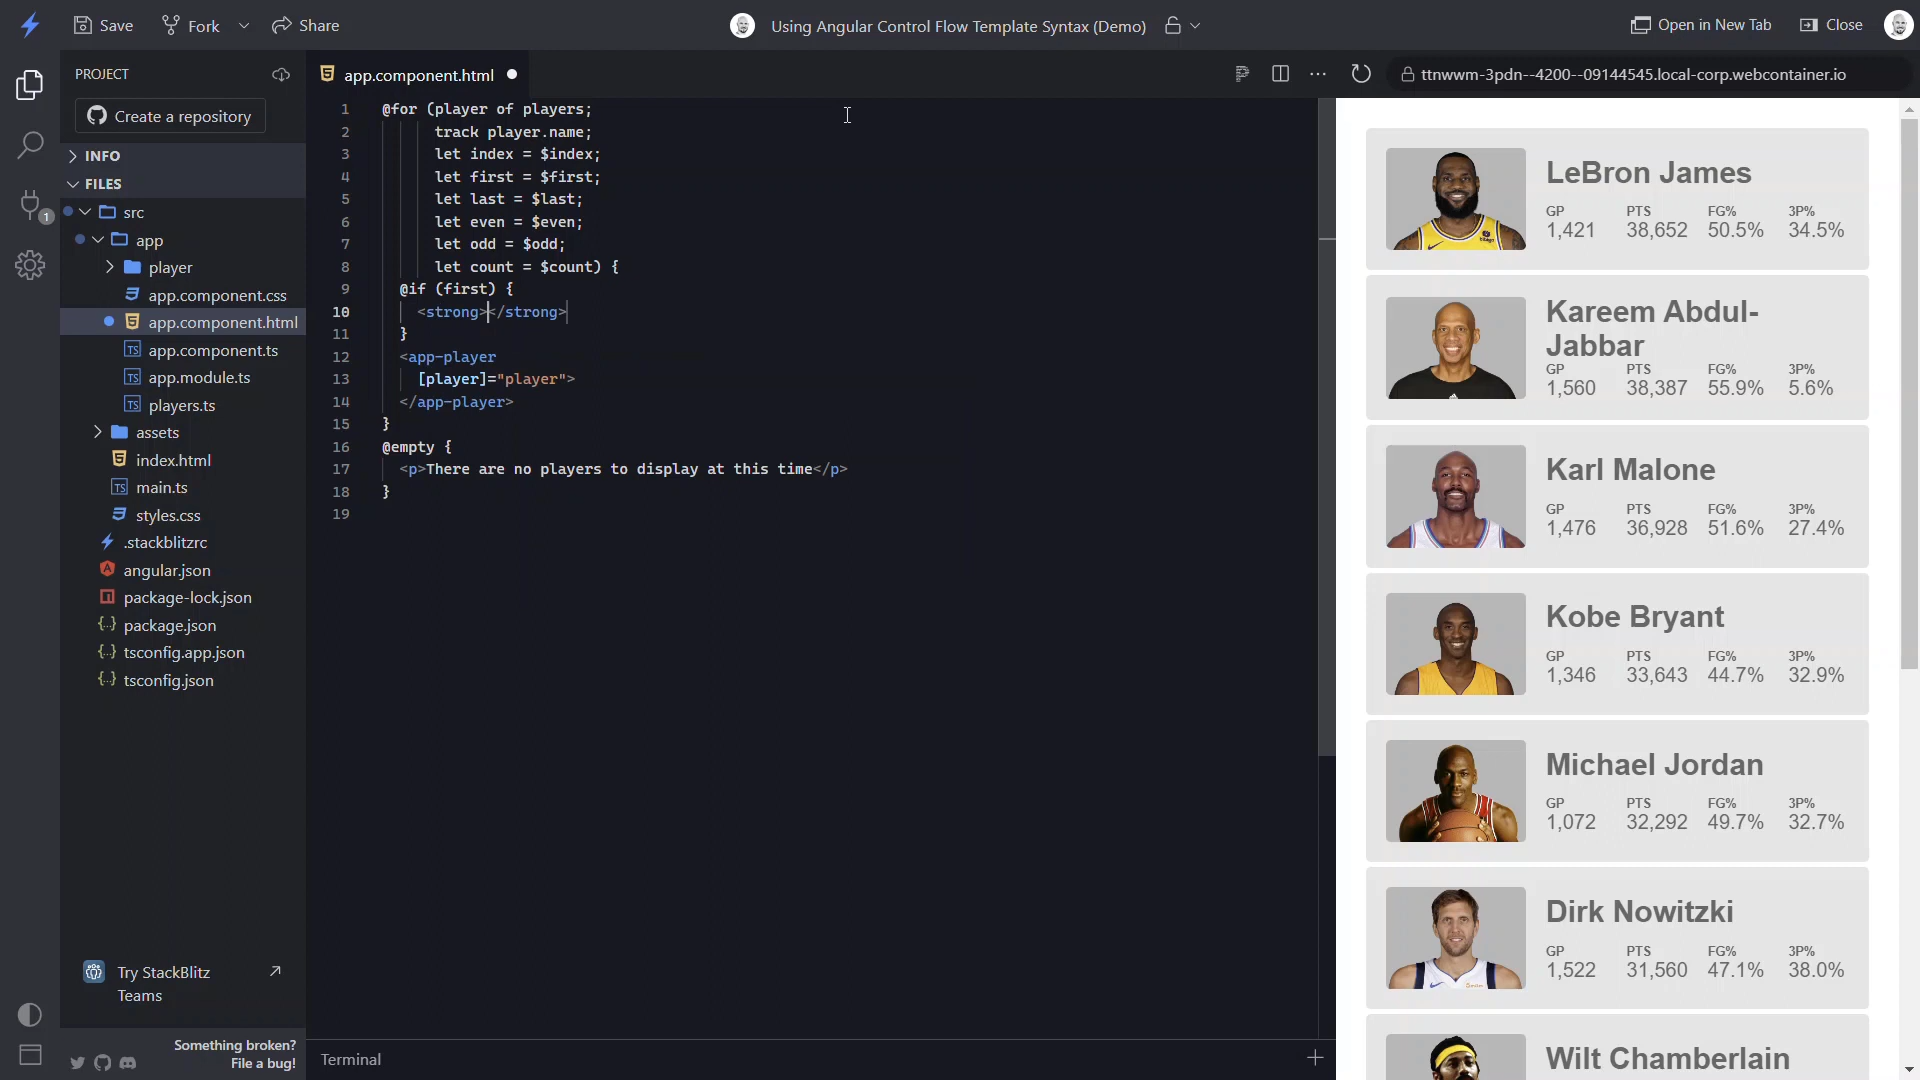 Save
Fork
Share
Using Angular Control Flow Template Syntax (Demo)
Open in New Tab
Close
PROJECT
Create a repository
INFO
FILES
src
app
player
app.component.css
app.component.html
app.component.ts
app.module.ts
players.ts
assets
index.html
main.ts
styles.css
.stackblitzrc
angular.json
package-lock.json
package.json
tsconfig.app.json
tsconfig.json
1
Try StackBlitz
Teams
Something broken?
File a bug!
app.component.html
1 @for (player of players;
2 track player.name;
3 let index = $index;
4 let first = $first;
5 let last = $last;
6 let even = $even;
7 let odd = $odd;
8 let count = $count) {
9 @if (first) {
10 <strong></strong>
11 }
12 <app-player
13 [player]="player">
14 </app-player>
15 }
16 @empty {
17 <p>There are no players to display at this time</p>
18 }
19
Terminal
ttnwwm-3pdn--4200--09144545.local-corp.webcontainer.io
LeBron James
GP PTS FG% 3P%
1,421 38,652 50.5% 34.5%
Kareem Abdul-
Jabbar
GP PTS FG% 3P%
1,560 38,387 55.9% 5.6%
Karl Malone
GP PTS FG% 3P%
1,476 36,928 51.6% 27.4%
Kobe Bryant
GP PTS FG% 3P%
1,346 33,643 44.7% 32.9%
Michael Jordan
GP PTS FG% 3P%
1,072 32,292 49.7% 32.7%
Dirk Nowitzki
GP PTS FG% 3P%
1,522 31,560 47.1% 38.0%
Wilt Chamberlain